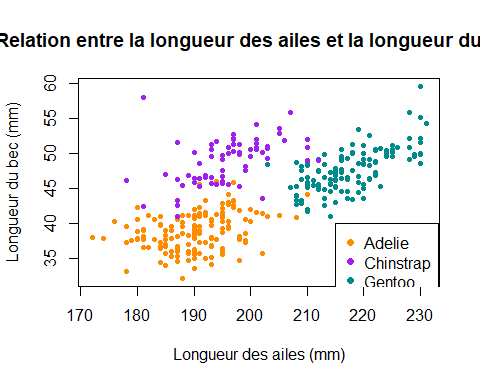 Relation entre la longueur des ailes et la longueur du
Longueur du bec (mm)
60
55
50
45
40
35
Adelie
Chinstrap
Gentoo
170 180 190 200 210 220 230
Longueur des ailes (mm)